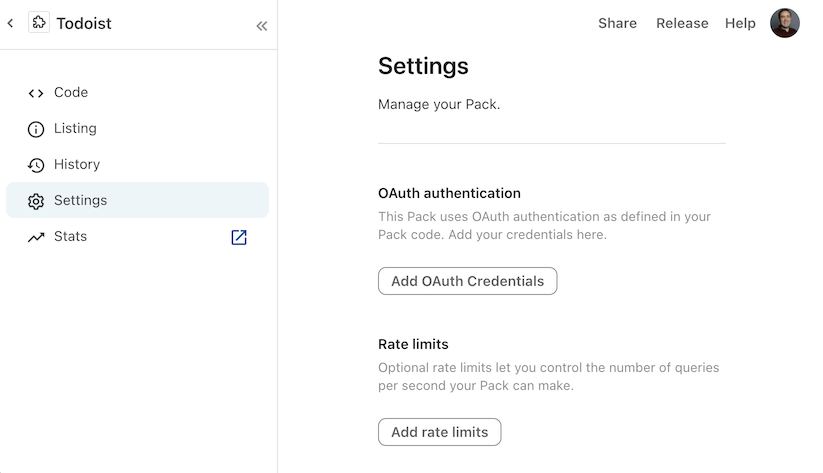 Todoist
Share Release Help
Code
Listing
History
Settings
Stats
Settings
Manage your Pack.
OAuth authentication
This Pack uses OAuth authentication as defined in your
Pack code. Add your credentials here.
Add OAuth Credentials
Rate limits
Optional rate limits let you control the number of queries
per second your Pack can make.
Add rate limits